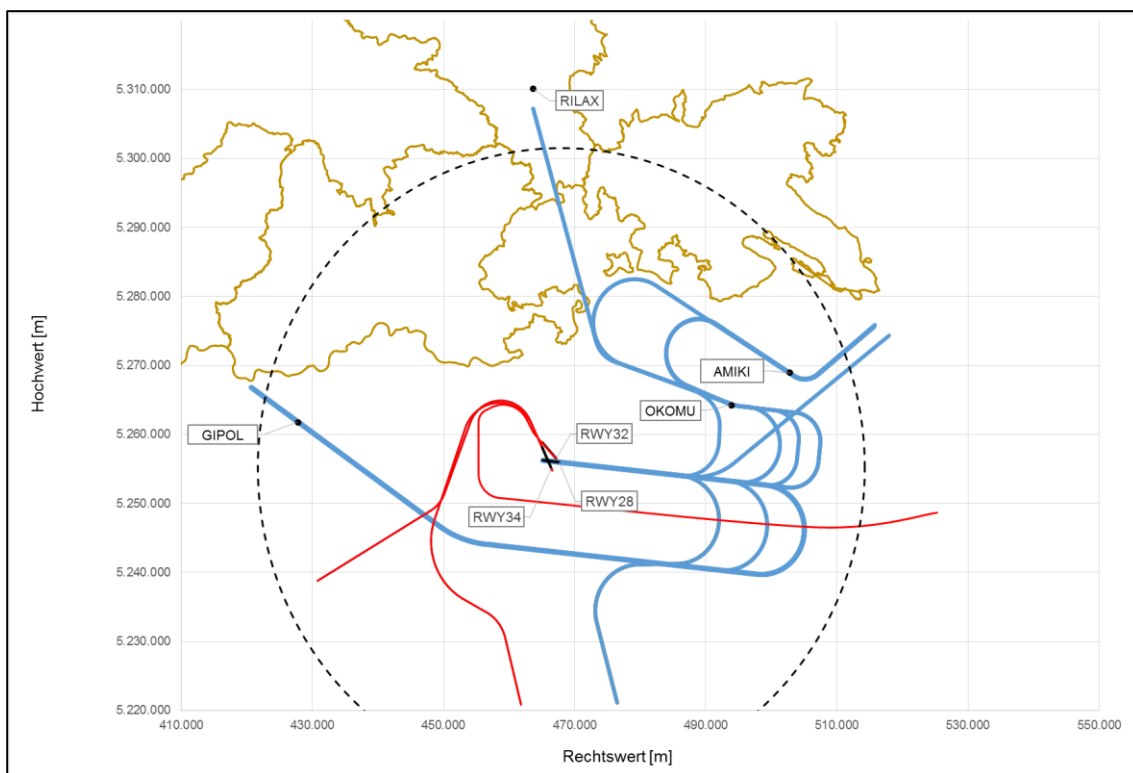 5.310.000
RILAX
5.300.000
5.290.000
5.280.000
5.270.000
AMIKI
OKOMU
5.260.000
GIPOL
RWY32
5.250.000
RWY34
RWY28
5.240.000
5.230.000
5.220.000
410.000 430.000 450.000 470.000 490.000 510.000 530.000 550.000
Hochwert [m]
Rechtswert [m]